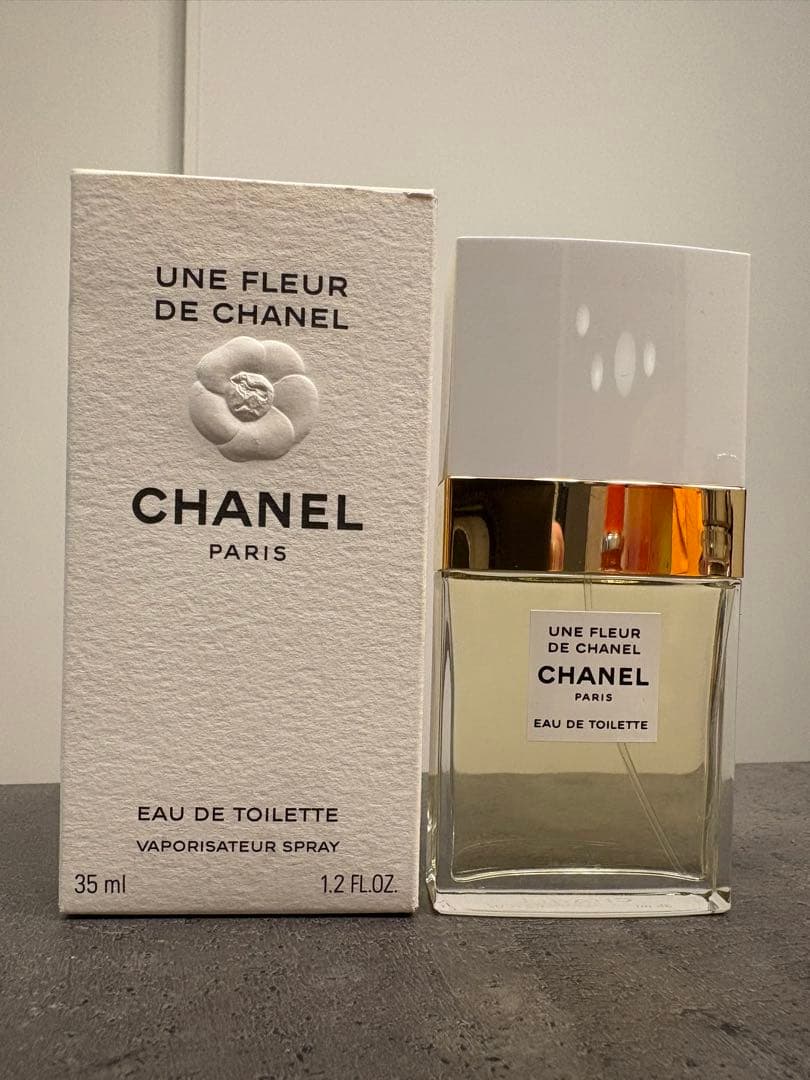 UNE FLEUR
DE CHANEL
CHANEL
PARIS
EAU DE TOILETTE
VAPORISATEUR SPRAY
35 ml 1.2 FL.OZ.
UNE FLEUR
DE CHANEL
CHANEL
PARIS
EAU DE TOILETTE